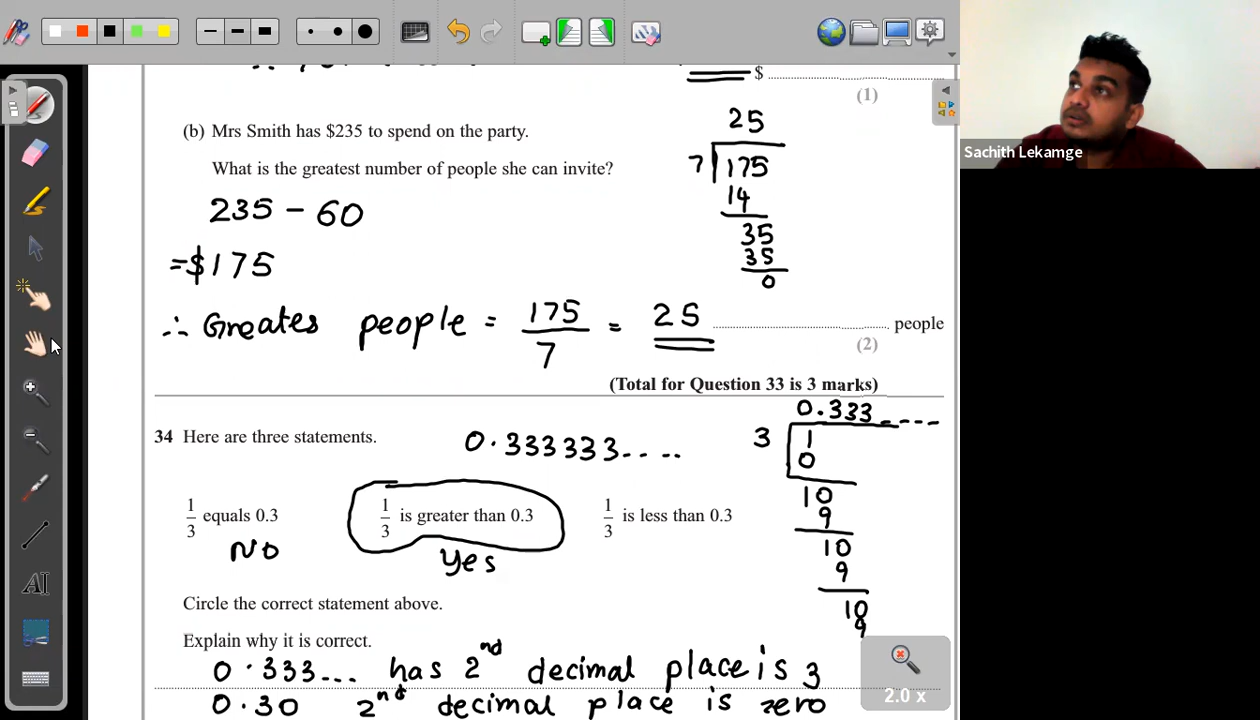 $ ........................................
(1)
(b) Mrs Smith has $235 to spend on the party.
What is the greatest number of people she can invite?
235 - 60
= $175
∴ Greates people = 175/7 = 25 ........................................ people
(2)
25
7 175
14
35
35
0
(Total for Question 33 is 3 marks)
34 Here are three statements.
0.333333....
1/3 equals 0.3
1/3 is greater than 0.3
1/3 is less than 0.3
NO
Yes
0.333....
3 1
0
10
9
10
9
10
9
Circle the correct statement above.
Explain why it is correct.
0.333... has 2nd decimal place is 3
0.30 2nd decimal place is zero
2.0 x
AI
Sachith Lekamge